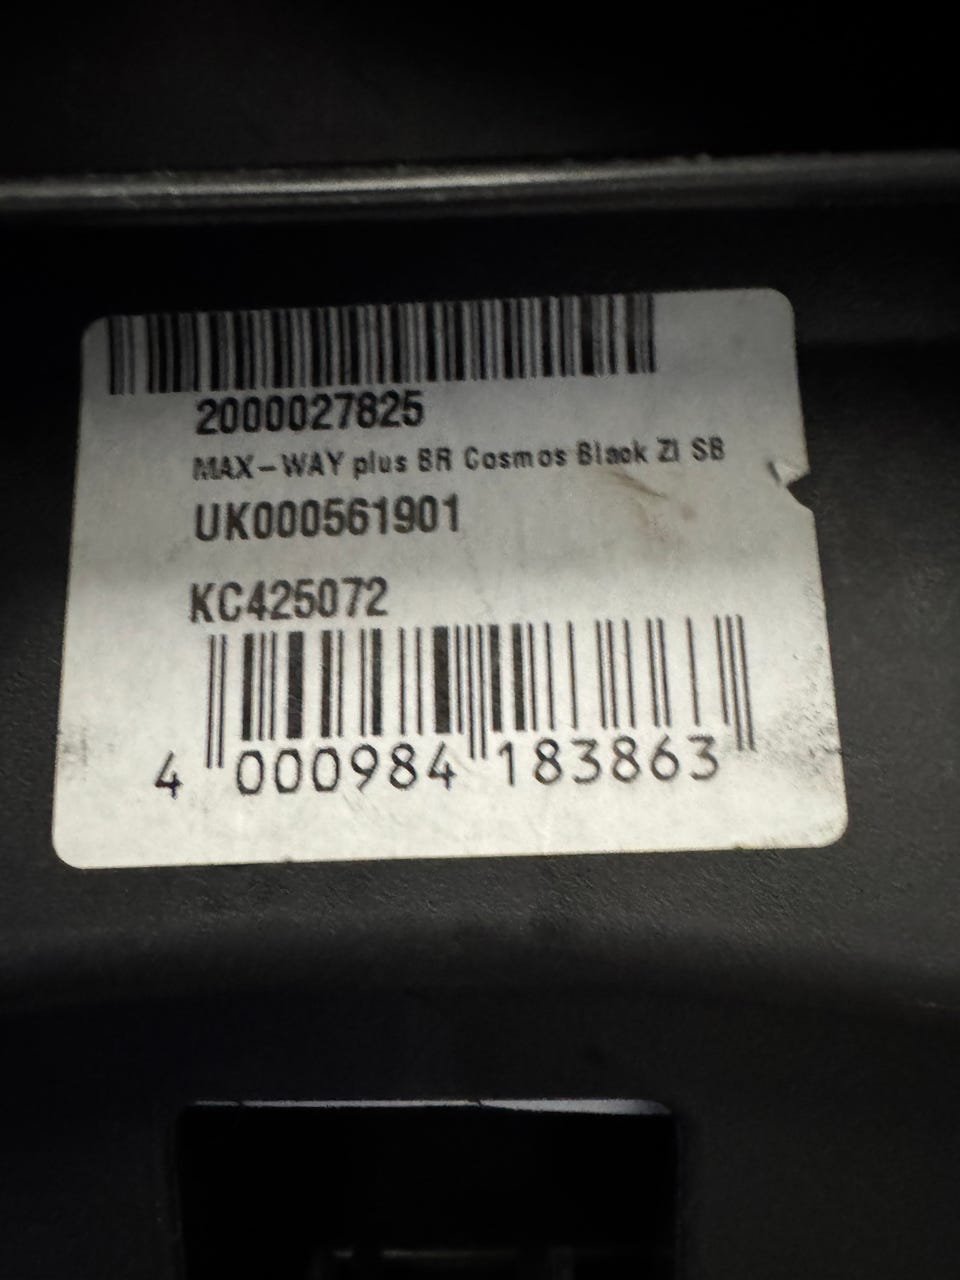 2000027825
MAX-WAY plus BR Cosmos Black ZI SB
UK000561901
KC425072
4 000984 183863